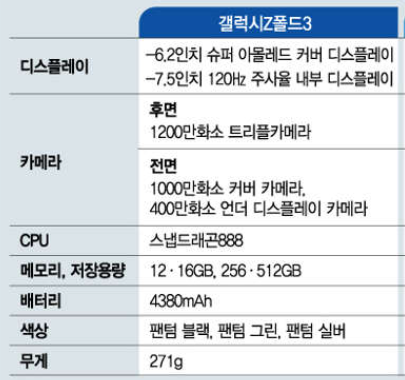 갤럭시Z폴드3
디스플레이
-6.2인치 슈퍼 아몰레드 커버 디스플레이
-7.5인치 120Hz 주사율 내부 디스플레이
카메라
후면
1200만화소 트리플카메라
전면
1000만화소 커버 카메라,
400만화소 언더 디스플레이 카메라
CPU 스냅드래곤888
메모리, 저장용량 12·16GB, 256·512GB
배터리 4380mAh
색상 팬텀 블랙, 팬텀 그린, 팬텀 실버
무게 271g